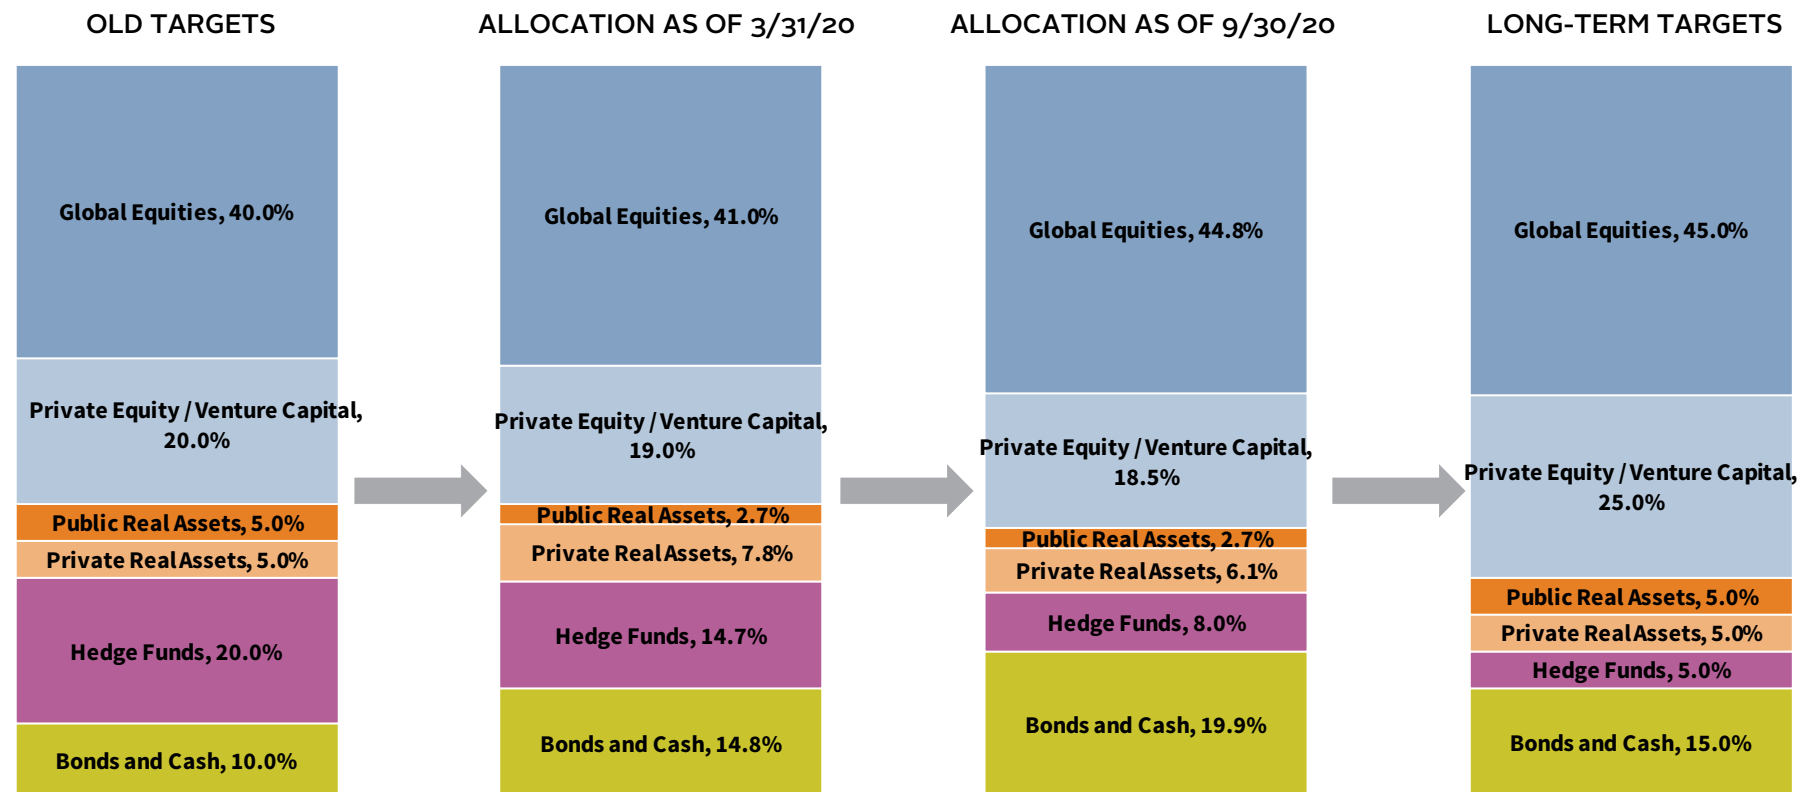 OLD TARGETS
Global Equities, 40.0%
Private Equity / Venture Capital,
20.0%
Public Real Assets, 5.0%
Private Real Assets, 5.0%
Hedge Funds, 20.0%
Bonds and Cash, 10.0%
ALLOCATION AS OF 3/31/20
Global Equities, 41.0%
Private Equity / Venture Capital,
19.0%
Public Real Assets, 2.7%
Private Real Assets, 7.8%
Hedge Funds, 14.7%
Bonds and Cash, 14.8%
ALLOCATION AS OF 9/30/20
Global Equities, 44.8%
Private Equity / Venture Capital,
18.5%
Public Real Assets, 2.7%
Private Real Assets, 6.1%
Hedge Funds, 8.0%
Bonds and Cash, 19.9%
LONG-TERM TARGETS
Global Equities, 45.0%
Private Equity / Venture Capital,
25.0%
Public Real Assets, 5.0%
Private Real Assets, 5.0%
Hedge Funds, 5.0%
Bonds and Cash, 15.0%